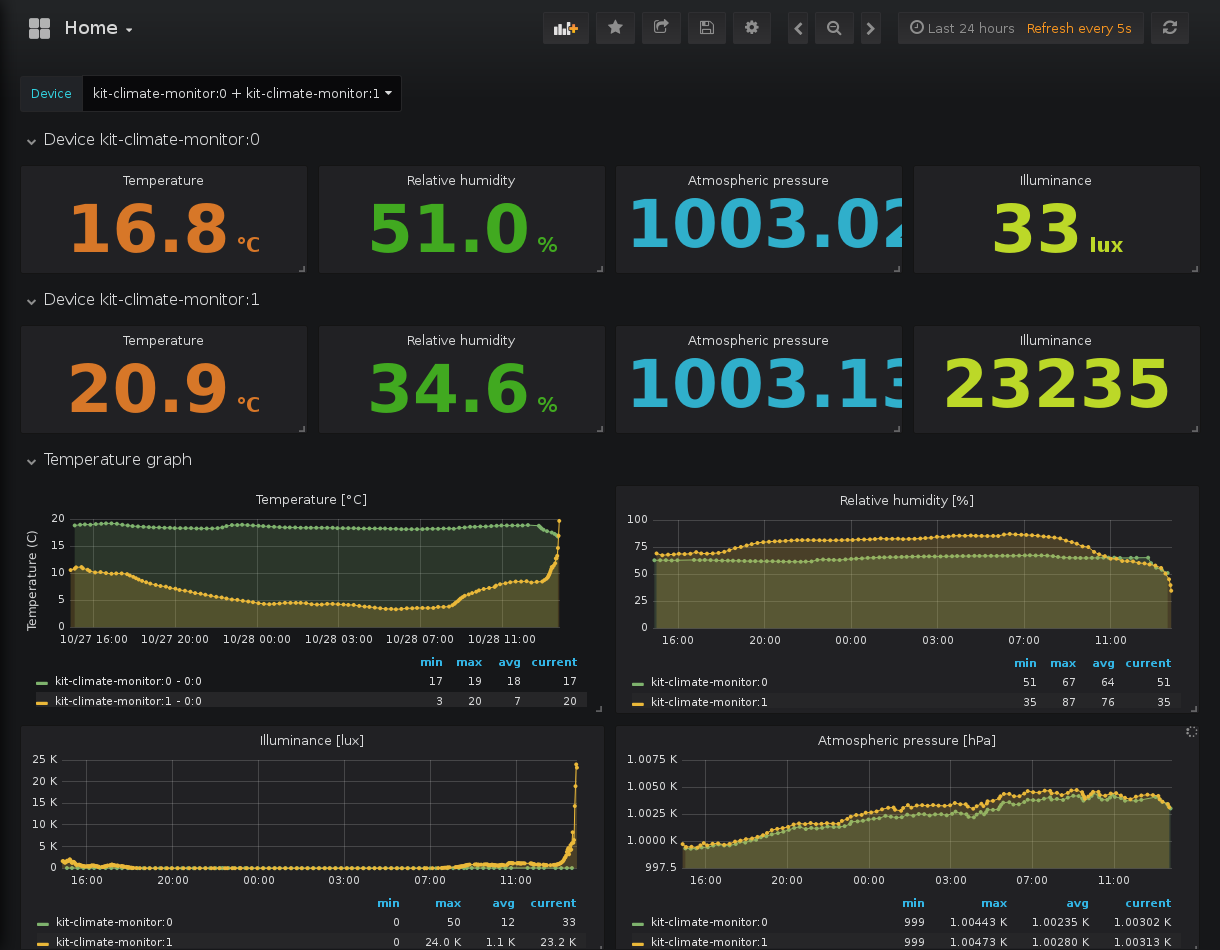 Home
Last 24 hours Refresh every 5s
Device kit-climate-monitor:0 + kit-climate-monitor:1
Device kit-climate-monitor:0
Temperature Relative humidity Atmospheric pressure Illuminance
16.8 °C 51.0 % 1003.02 33 lux
Device kit-climate-monitor:1
Temperature Relative humidity Atmospheric pressure Illuminance
20.9 °C 34.6 % 1003.13 23235
Temperature graph
Temperature [°C]
Temperature (C)
20
15
10
5
0
10/27 16:00 10/27 20:00 10/28 00:00 10/28 03:00 10/28 07:00 10/28 11:00
min max avg current
kit-climate-monitor:0 - 0:0 17 19 18 17
kit-climate-monitor:1 - 0:0 3 20 7 20
Relative humidity [%]
100
75
50
25
0
16:00 20:00 00:00 03:00 07:00 11:00
min max avg current
kit-climate-monitor:0 51 67 64 51
kit-climate-monitor:1 35 87 76 35
Illuminance [lux]
25 K
20 K
15 K
10 K
5 K
0
16:00 20:00 00:00 03:00 07:00 11:00
min max avg current
kit-climate-monitor:0 0 50 12 33
kit-climate-monitor:1 0 24.0 K 1.1 K 23.2 K
Atmospheric pressure [hPa]
1.0075 K
1.0050 K
1.0025 K
1.0000 K
997.5
16:00 20:00 00:00 03:00 07:00 11:00
min max avg current
kit-climate-monitor:0 999 1.00443 K 1.00235 K 1.00302 K
kit-climate-monitor:1 999 1.00473 K 1.00280 K 1.00313 K